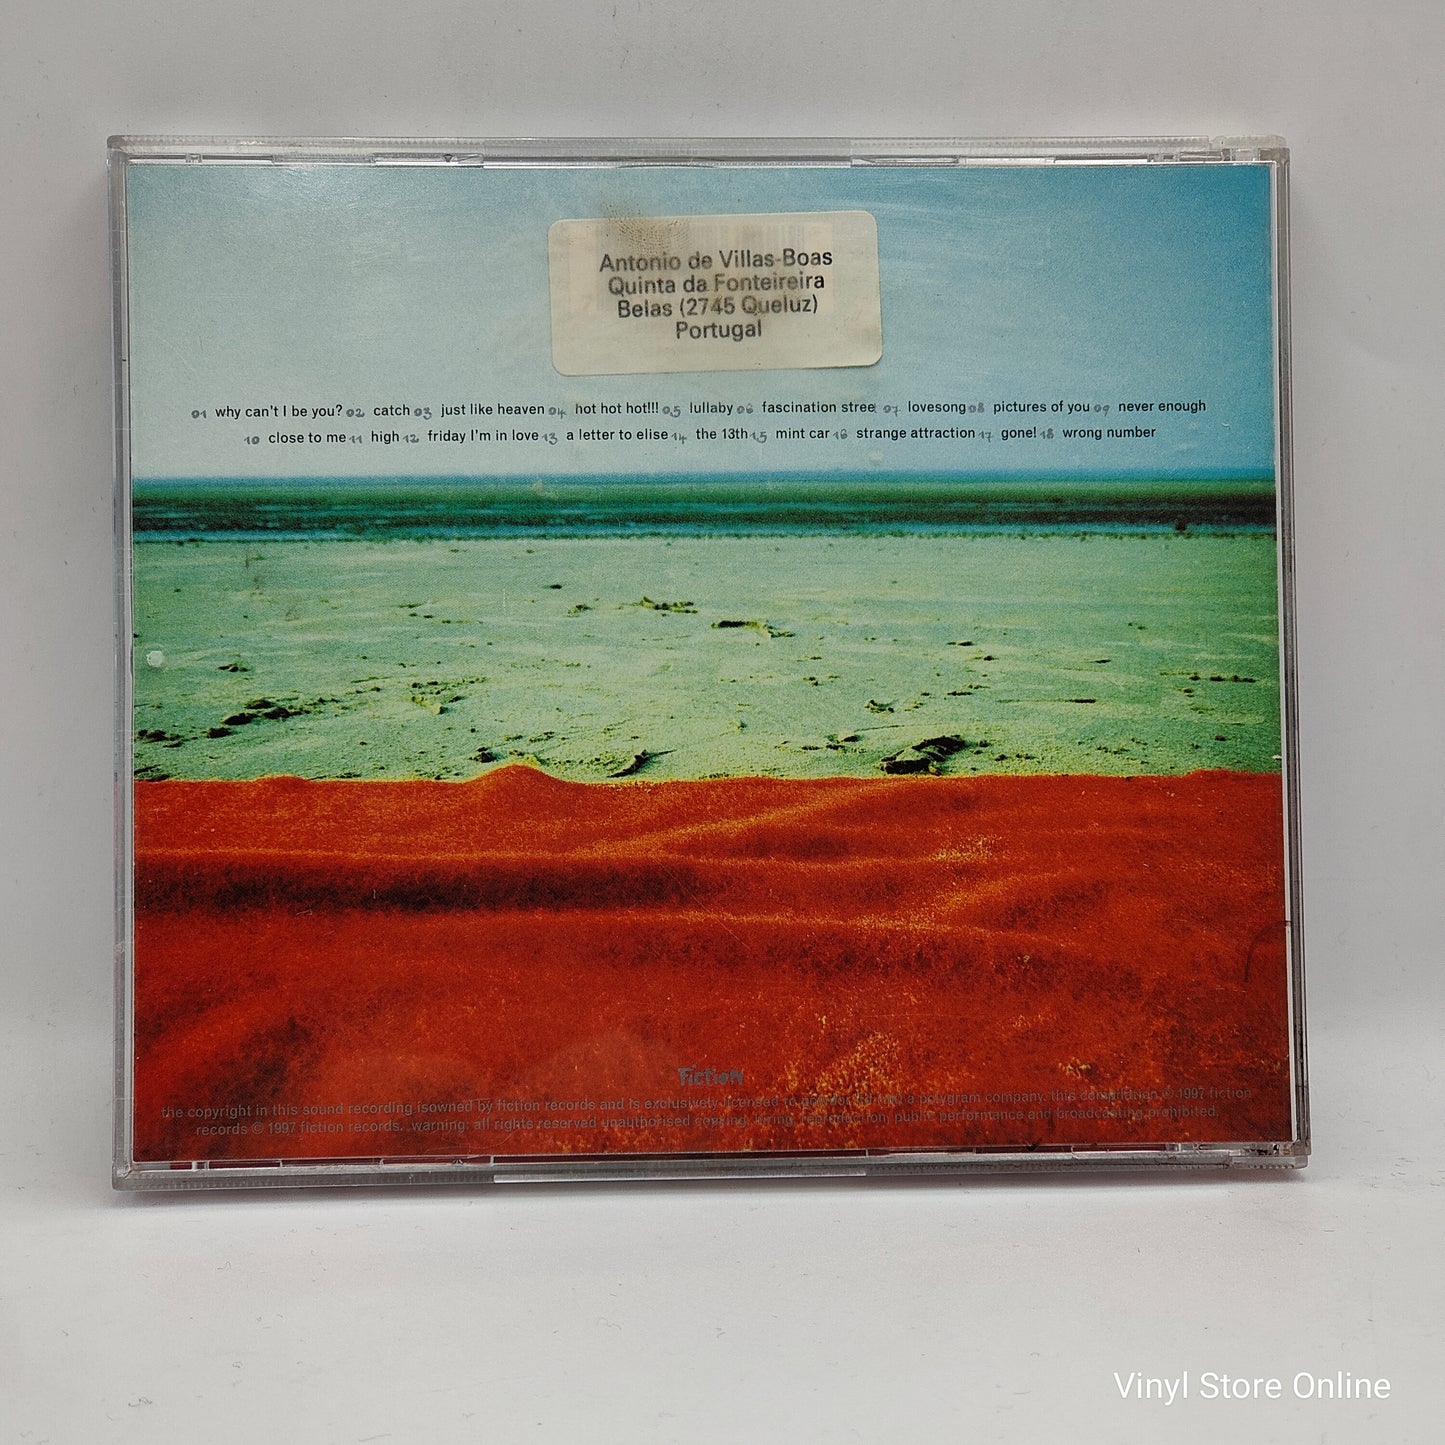 Antonio de Villas-Boas
Quinta da Fonteireira
Belas (2745 Queluz)
Portugal
01 why can't I be you? 02 catch 03 just like heaven 04 hot hot hot!!! 05 lullaby 06 fascination stree 07 lovesong 08 pictures of you 09 never enough
10 close to me 11 high 12 friday I'm in love 13 a letter to elise 14 the 13th 15 mint car 16 strange attraction 17 gone! 18 wrong number
Fiction
the copyright in this sound recording isowned by fiction records and is exclusively licensed to a polygram company. this compilation ℗ 1997 fiction
records © 1997 fiction records. warning: all rights reserved unauthorised copying, hiring, reproduction, public performance and broadcasting prohibited.
Vinyl Store Online